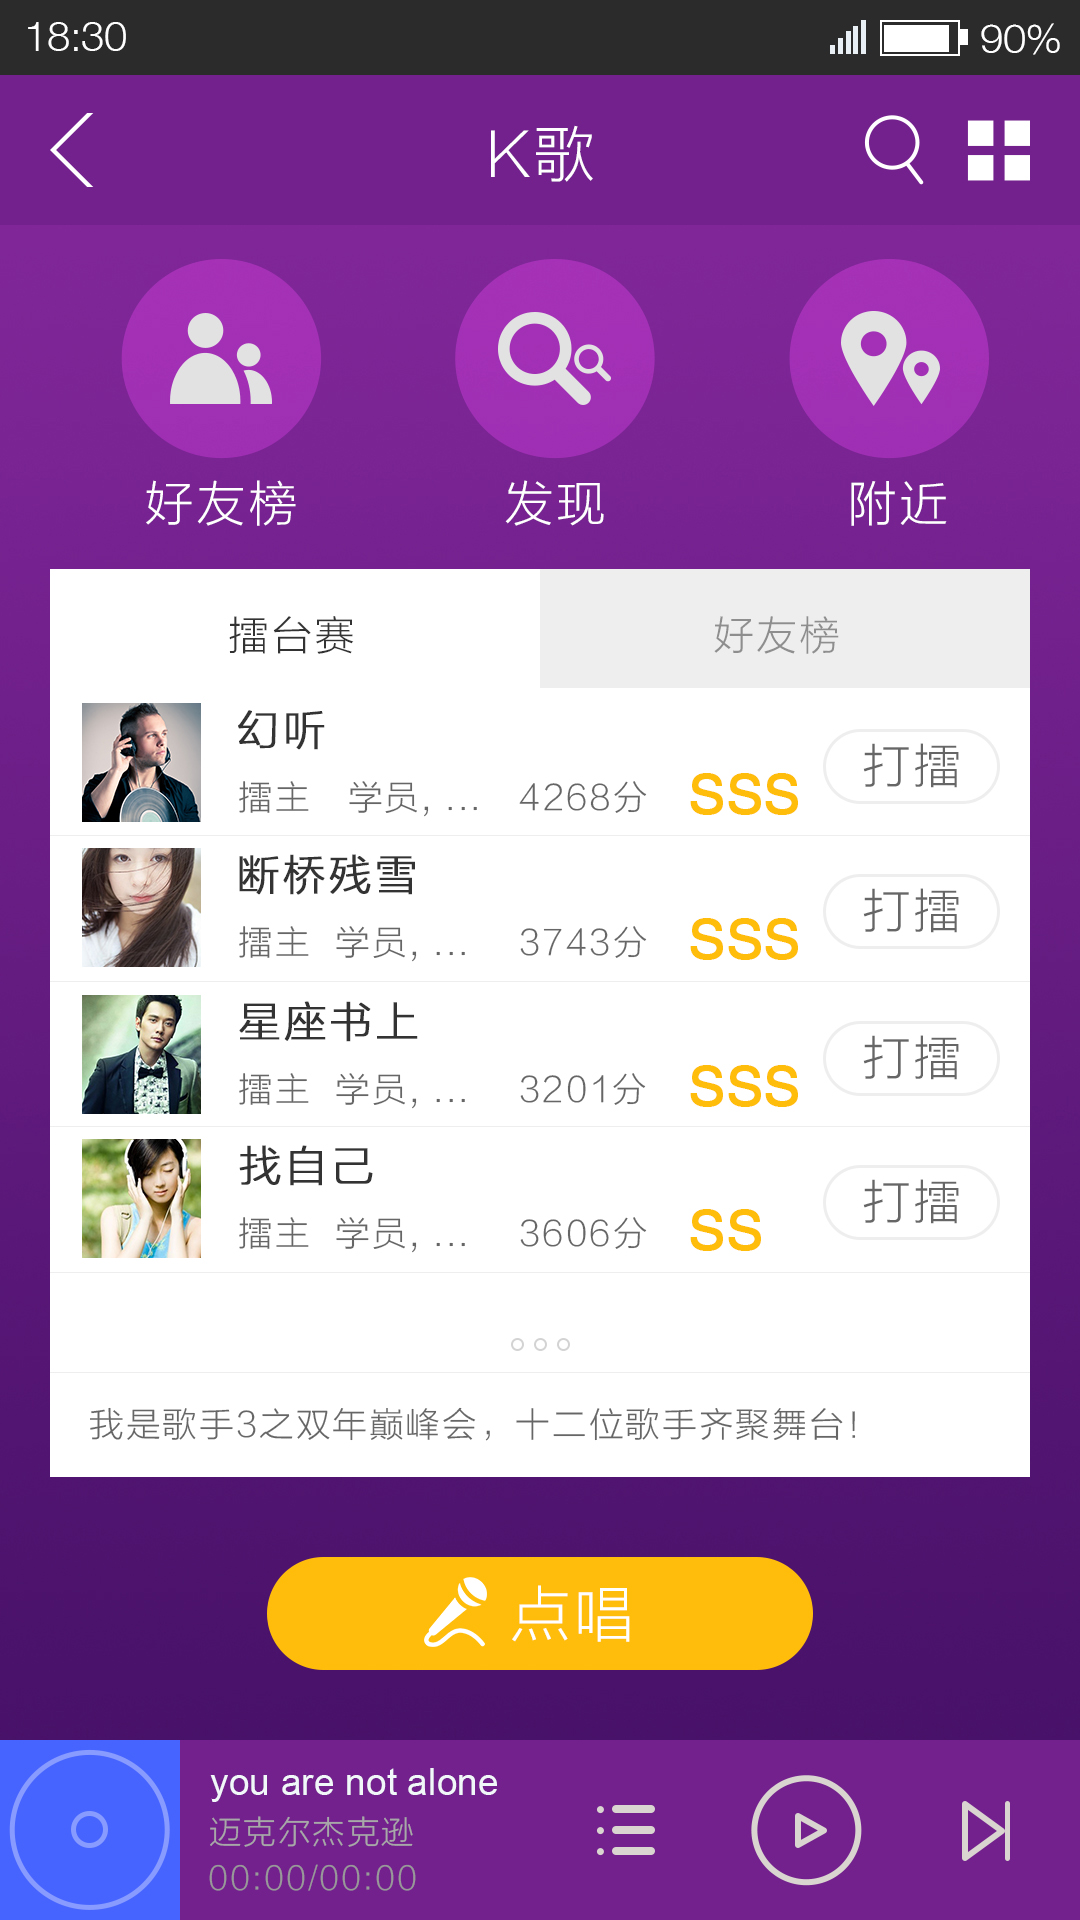 18:30 90%
K歌
好友榜 发现 附近
擂台赛 好友榜
幻听
擂主 学员, ... 4268分 SSS 打擂
断桥残雪
擂主 学员, ... 3743分 SSS 打擂
星座书上
擂主 学员, ... 3201分 SSS 打擂
找自己
擂主 学员, ... 3606分 SS 打擂
我是歌手3之双年巅峰会，十二位歌手齐聚舞台!
点唱
you are not alone
迈克尔杰克逊
00:00/00:00